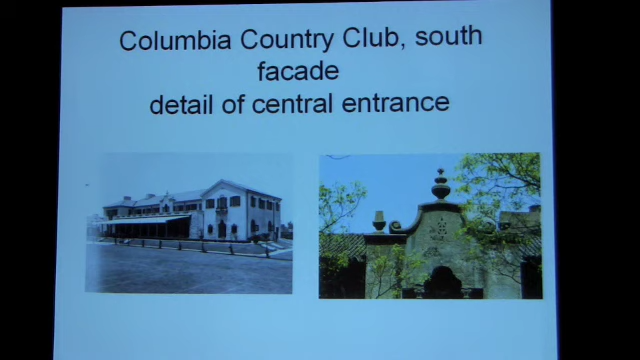 Columbia Country Club, south
facade
detail of central entrance